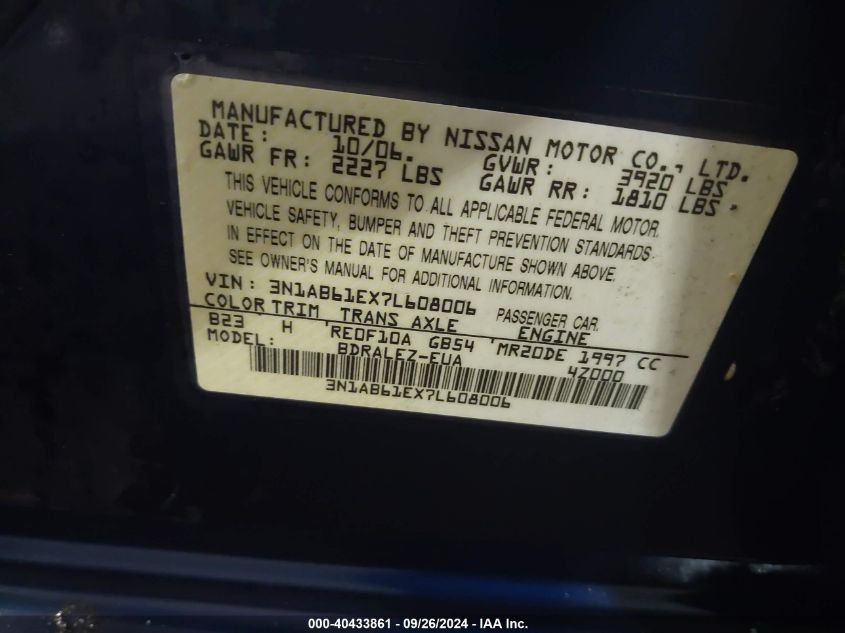 MANUFACTURED BY NISSAN MOTOR CO., LTD.
DATE: 10/06. GVWR: 3920 LBS
GAWR FR: 2227 LBS GAWR RR: 1810 LBS
THIS VEHICLE CONFORMS TO ALL APPLICABLE FEDERAL MOTOR
VEHICLE SAFETY, BUMPER AND THEFT PREVENTION STANDARDS
IN EFFECT ON THE DATE OF MANUFACTURE SHOWN ABOVE.
SEE OWNER'S MANUAL FOR ADDITIONAL INFORMATION.
VIN: 3N1AB61EX7L608006 PASSENGER CAR
COLOR TRIM TRANS AXLE ENGINE
B23 H RE0F10A GB54 MR20DE 1997 CC
MODEL: BDRALEZ-EUA 4Z000
3N1AB61EX7L608006
000-40433861 - 09/26/2024 - IAA Inc.